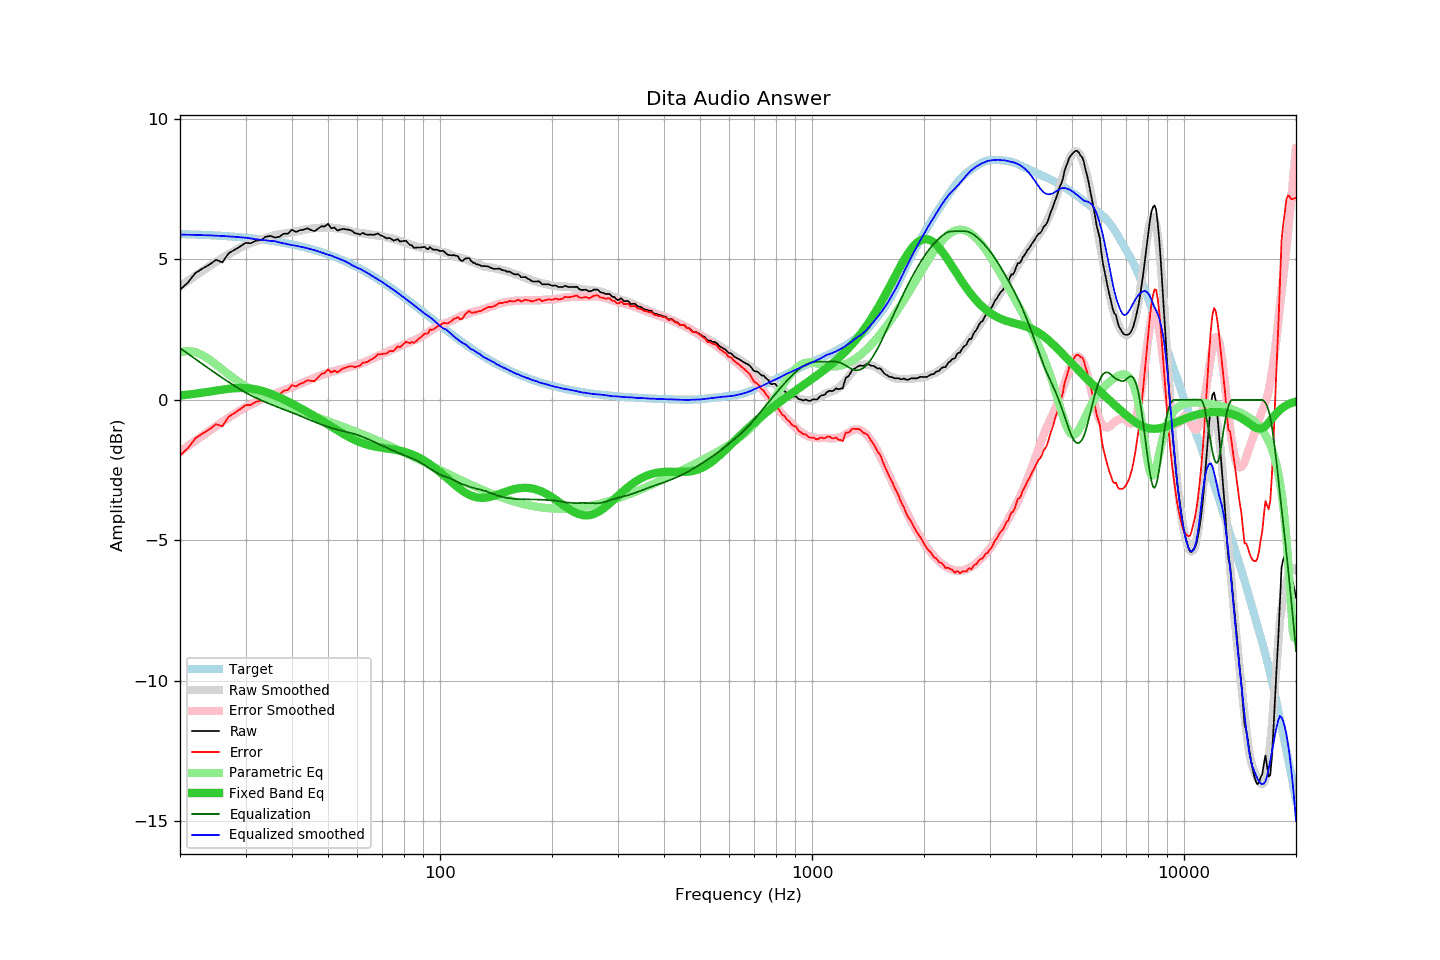 Dita Audio Answer
10
5
0
−5
−10
−15
Amplitude (dBr)
Target
Raw Smoothed
Error Smoothed
Raw
Error
Parametric Eq
Fixed Band Eq
Equalization
Equalized smoothed
100
1000
10000
Frequency (Hz)